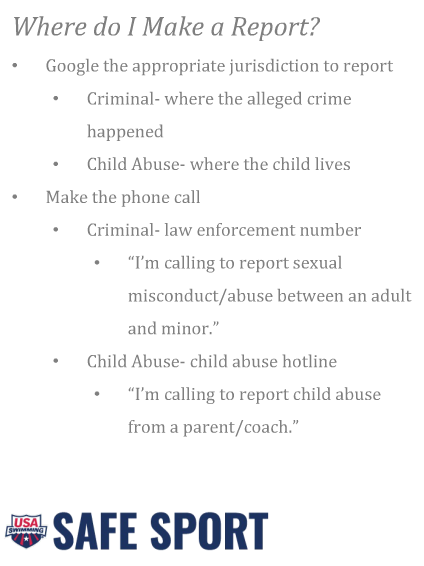 Where do I Make a Report?
• Google the appropriate jurisdiction to report
• Criminal- where the alleged crime
happened
• Child Abuse- where the child lives
• Make the phone call
• Criminal- law enforcement number
• “I’m calling to report sexual
misconduct/abuse between an adult
and minor.”
• Child Abuse- child abuse hotline
• “I’m calling to report child abuse
from a parent/coach.”
USA
SWIMMING
SAFE SPORT